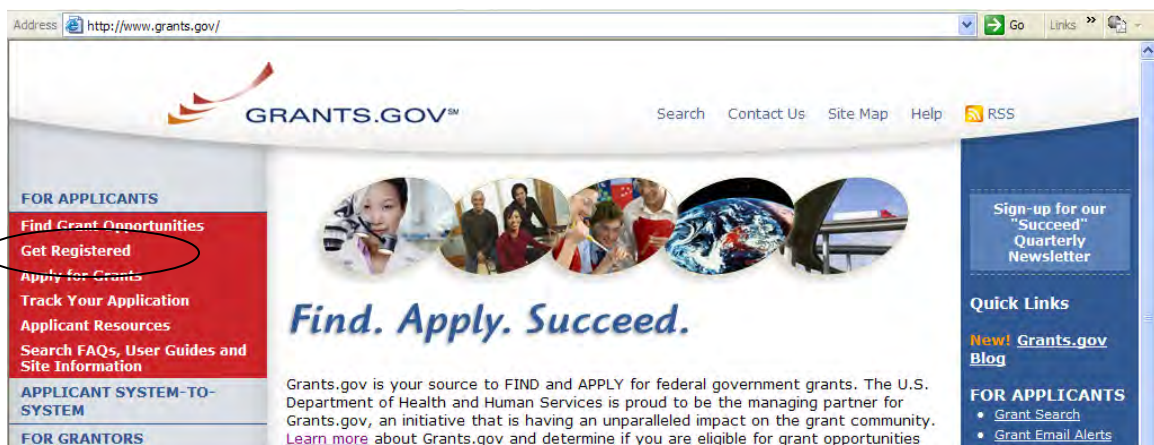 Address http://www.grants.gov/ Go Links »
GRANTS.GOV℠
Search Contact Us Site Map Help RSS
FOR APPLICANTS
Find Grant Opportunities
Get Registered
Apply for Grants
Track Your Application
Applicant Resources
Search FAQs, User Guides and
Site Information
APPLICANT SYSTEM-TO-
SYSTEM
FOR GRANTORS
Find. Apply. Succeed.
Grants.gov is your source to FIND and APPLY for federal government grants. The U.S.
Department of Health and Human Services is proud to be the managing partner for
Grants.gov, an initiative that is having an unparalleled impact on the grant community.
Learn more about Grants.gov and determine if you are eligible for grant opportunities
Sign-up for our
"Succeed"
Quarterly
Newsletter
Quick Links
New! Grants.gov
Blog
FOR APPLICANTS
• Grant Search
• Grant Email Alerts